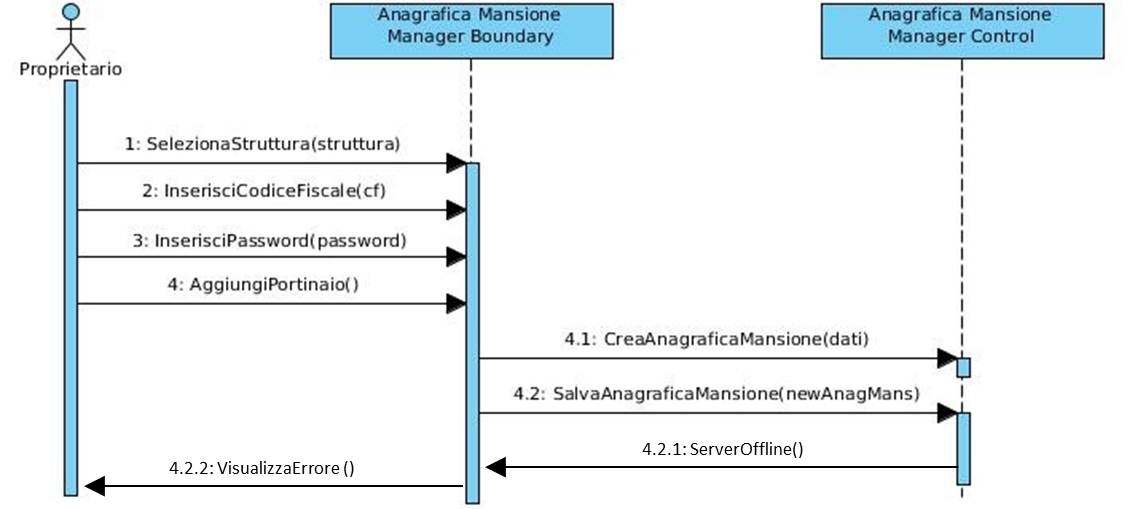 Proprietario
Anagrafica Mansione
Manager Boundary
Anagrafica Mansione
Manager Control
1: SelezionaStruttura(struttura)
2: InserisciCodiceFiscale(cf)
3: InserisciPassword(password)
4: AggiungiPortinaio()
4.1: CreaAnagraficaMansione(dati)
4.2: SalvaAnagraficaMansione(newAnagMans)
4.2.1: ServerOffline()
4.2.2: VisualizzaErrore ()